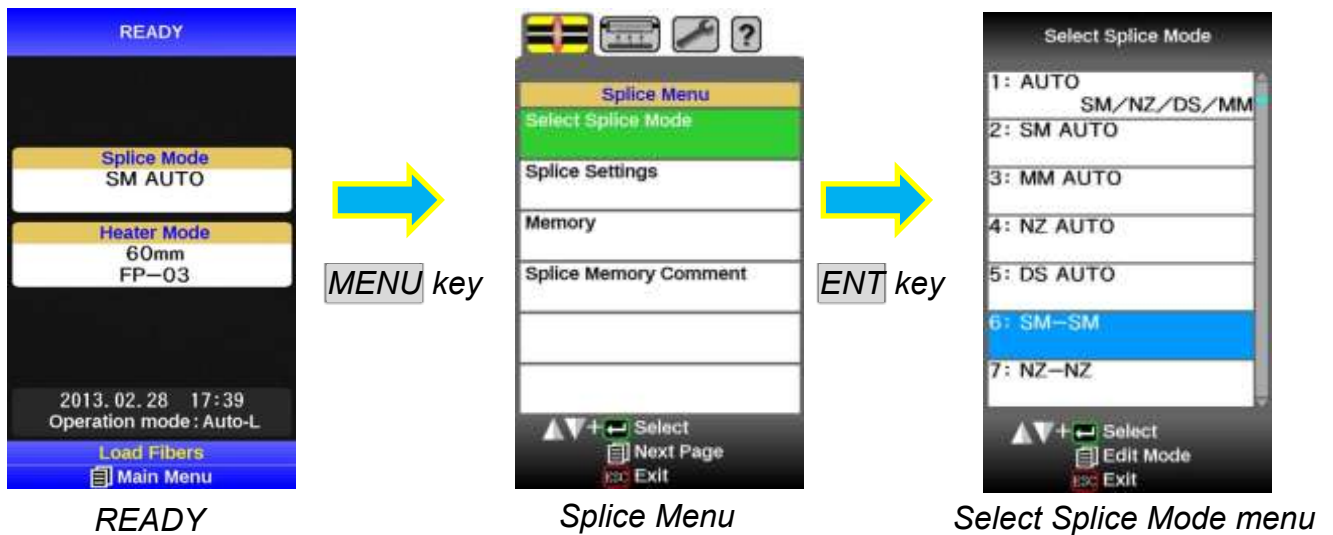 READY
Splice Mode
SM AUTO
Heater Mode
60mm
FP-03
2013.02.28 17:39
Operation mode : Auto-L
Load Fibers
Main Menu
READY
MENU key
?
Splice Menu
Select Splice Mode
Splice Settings
Memory
Splice Memory Comment
+ Select
Next Page
ESC Exit
Splice Menu
ENT key
Select Splice Mode
1: AUTO
SM/NZ/DS/MM
2: SM AUTO
3: MM AUTO
4: NZ AUTO
5: DS AUTO
6: SM-SM
7: NZ-NZ
+ Select
Edit Mode
ESC Exit
Select Splice Mode menu